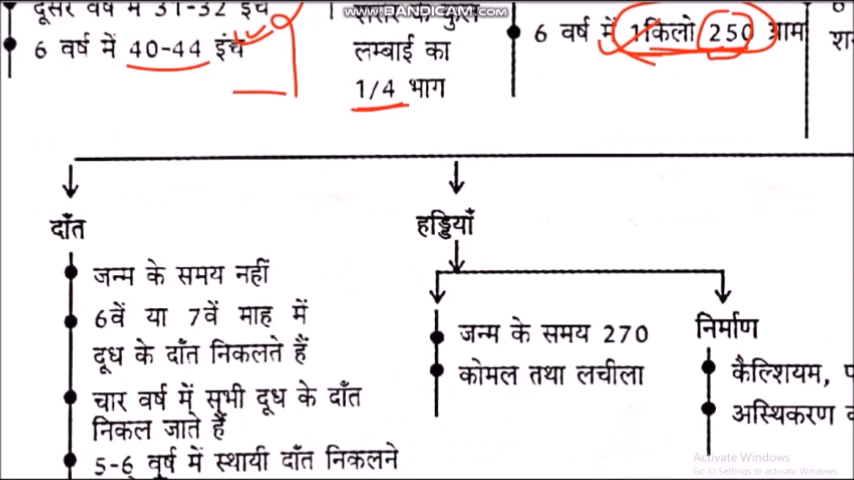 www.BANDICAM.com
दूसरे वर्ष में 31-32 इंच
6 वर्ष में 40-44 इंच
लम्बाई का
1/4 भाग
6 वर्ष में 1किलो 250 ग्राम
दाँत
जन्म के समय नहीं
6वें या 7वें माह में
दूध के दाँत निकलते हैं
चार वर्ष में सभी दूध के दाँत
निकल जाते हैं
5-6 वर्ष में स्थायी दाँत निकलने
हड्डियाँ
जन्म के समय 270
कोमल तथा लचीला
निर्माण
कैल्शियम,
अस्थिकरण
Activate Windows
Go to Settings to activate Windows.